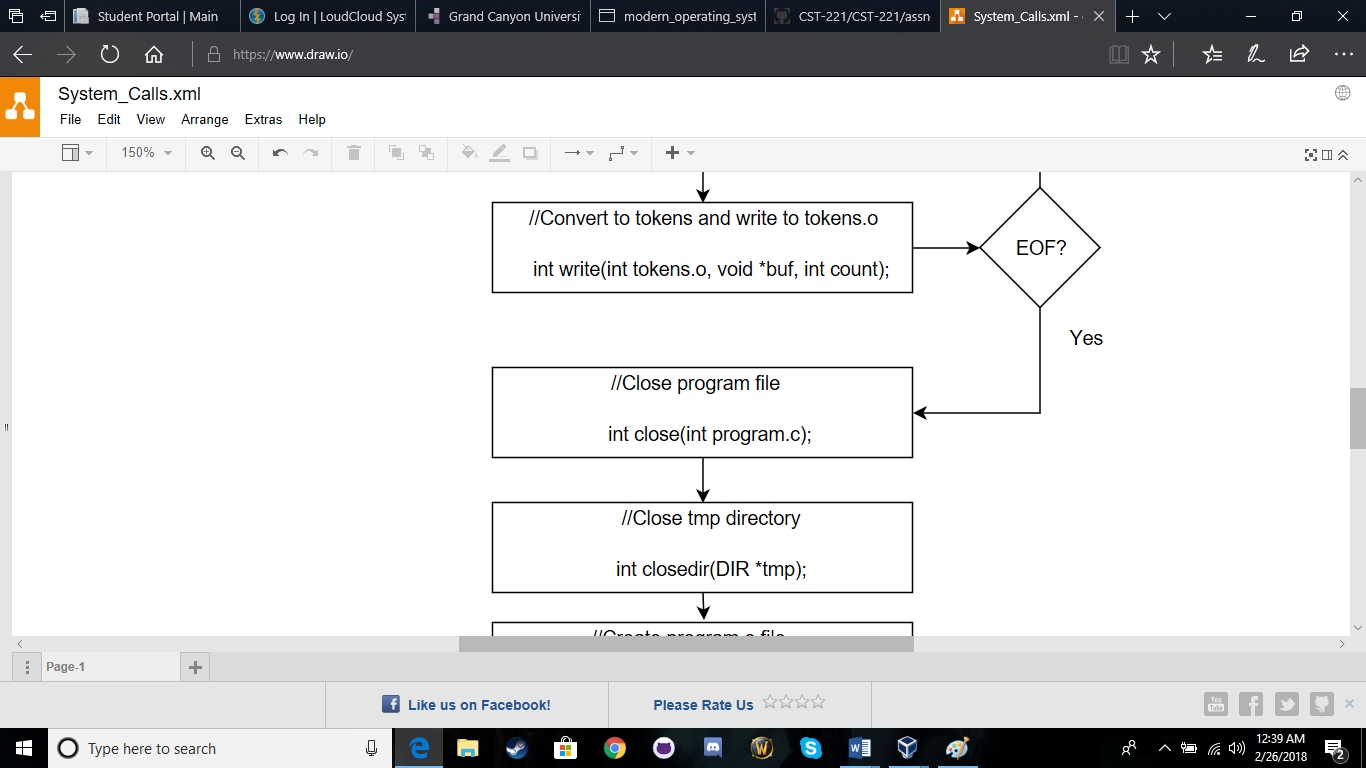 Student Portal | Main
Log In | LoudCloud Syst
Grand Canyon Universi
modern_operating_syst
CST-221/CST-221/assn
System_Calls.xml -
https://www.draw.io/
System_Calls.xml
File Edit View Arrange Extras Help
150%
//Convert to tokens and write to tokens.o
int write(int tokens.o, void *buf, int count);
EOF?
Yes
//Close program file
int close(int program.c);
//Close tmp directory
int closedir(DIR *tmp);
Page-1
Like us on Facebook!
Please Rate Us
You Tube
Type here to search
12:39 AM
2/26/2018
2